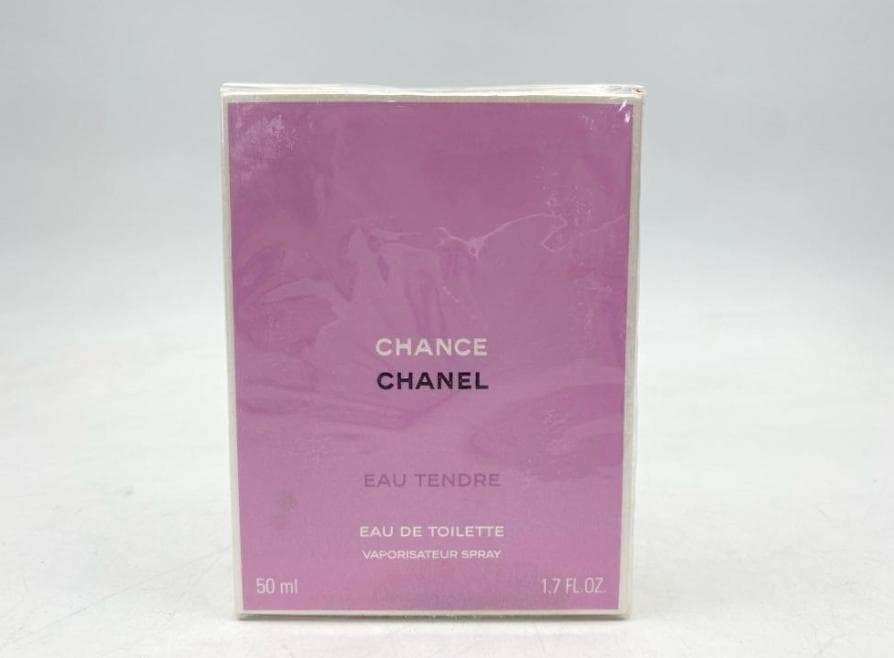 CHANCE
CHANEL
EAU TENDRE
EAU DE TOILETTE
VAPORISATEUR SPRAY
50 ml 1.7 FL.OZ.